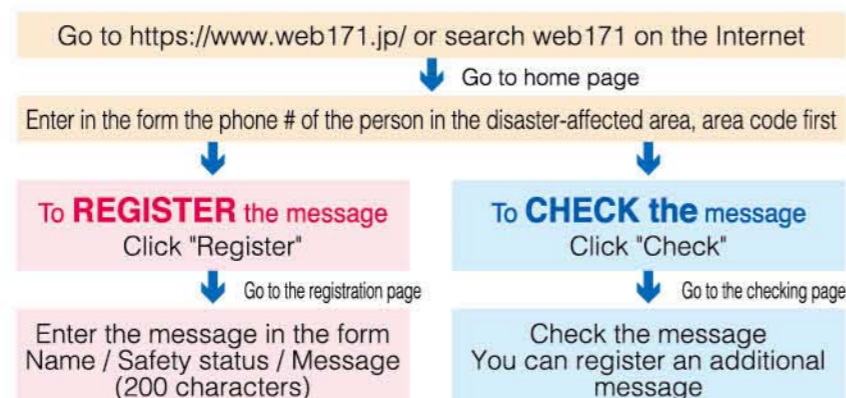 Go to https://www.web171.jp/ or search web171 on the Internet
Go to home page
Enter in the form the phone # of the person in the disaster-affected area, area code first
To REGISTER the message
Click "Register"
Go to the registration page
Enter the message in the form
Name / Safety status / Message
(200 characters)
To CHECK the message
Click "Check"
Go to the checking page
Check the message
You can register an additional
message